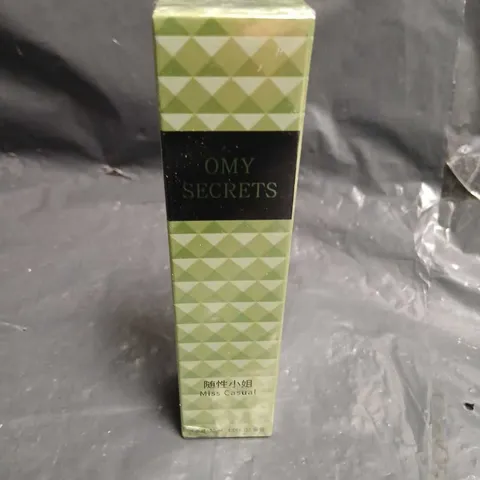 OMY
SECRETS
随性小姐
Miss Casual